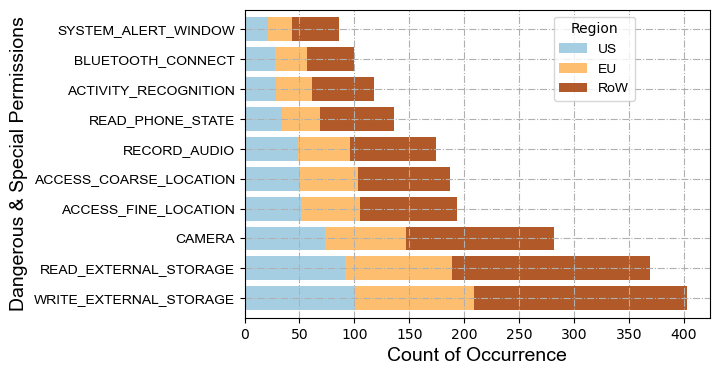 Dangerous & Special Permissions
SYSTEM_ALERT_WINDOW
BLUETOOTH_CONNECT
ACTIVITY_RECOGNITION
READ_PHONE_STATE
RECORD_AUDIO
ACCESS_COARSE_LOCATION
ACCESS_FINE_LOCATION
CAMERA
READ_EXTERNAL_STORAGE
WRITE_EXTERNAL_STORAGE
Region
US
EU
RoW
0 50 100 150 200 250 300 350 400
Count of Occurrence